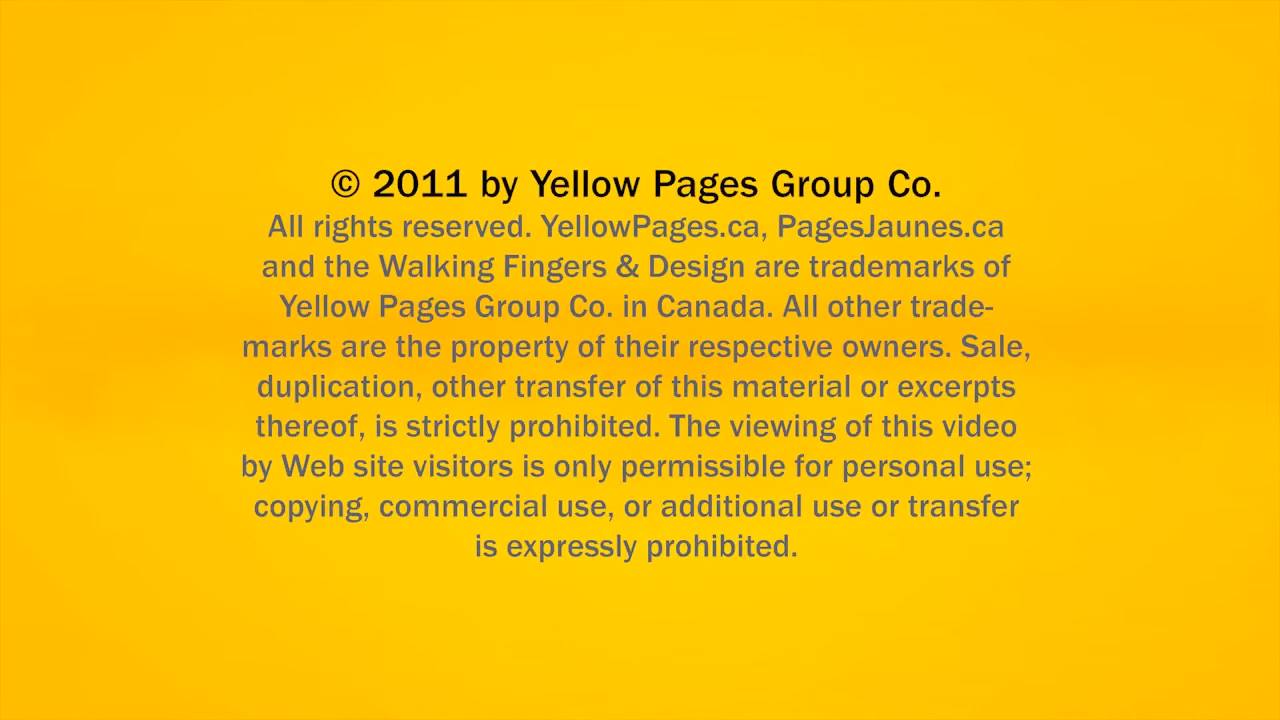 © 2011 by Yellow Pages Group Co.
All rights reserved. YellowPages.ca, PagesJaunes.ca
and the Walking Fingers & Design are trademarks of
Yellow Pages Group Co. in Canada. All other trade-
marks are the property of their respective owners. Sale,
duplication, other transfer of this material or excerpts
thereof, is strictly prohibited. The viewing of this video
by Web site visitors is only permissible for personal use;
copying, commercial use, or additional use or transfer
is expressly prohibited.